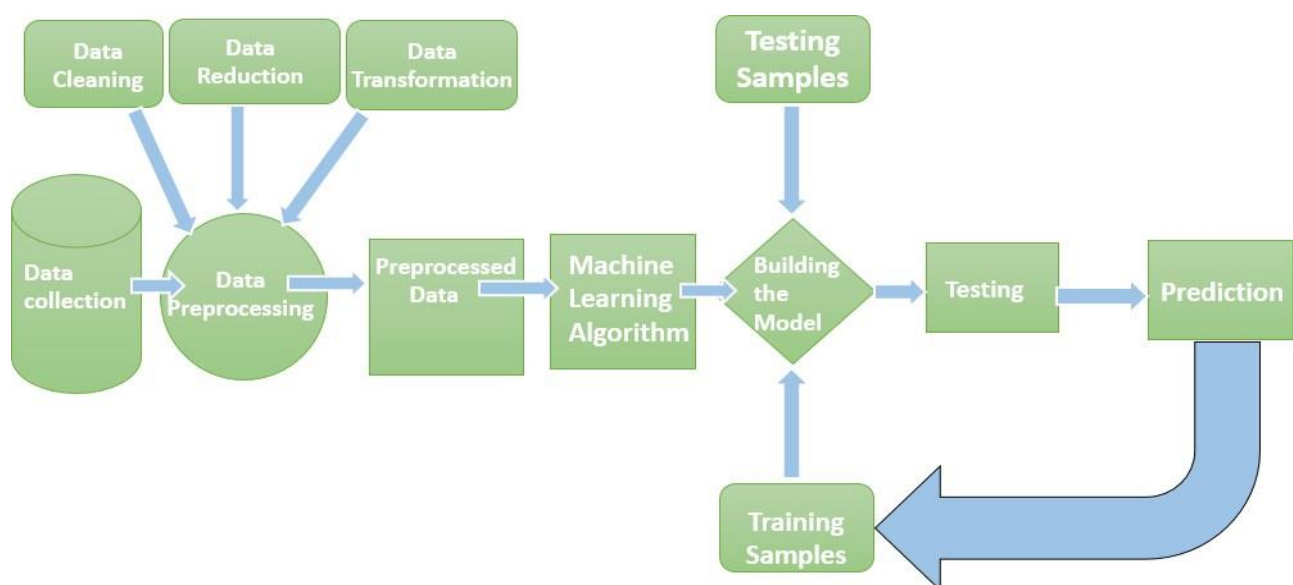 Data
Cleaning
Data
Reduction
Data
Transformation
Testing
Samples
Data
collection
Data
Preprocessing
Preprocessed
Data
Machine
Learning
Algorithm
Building
the
Model
Testing
Prediction
Training
Samples